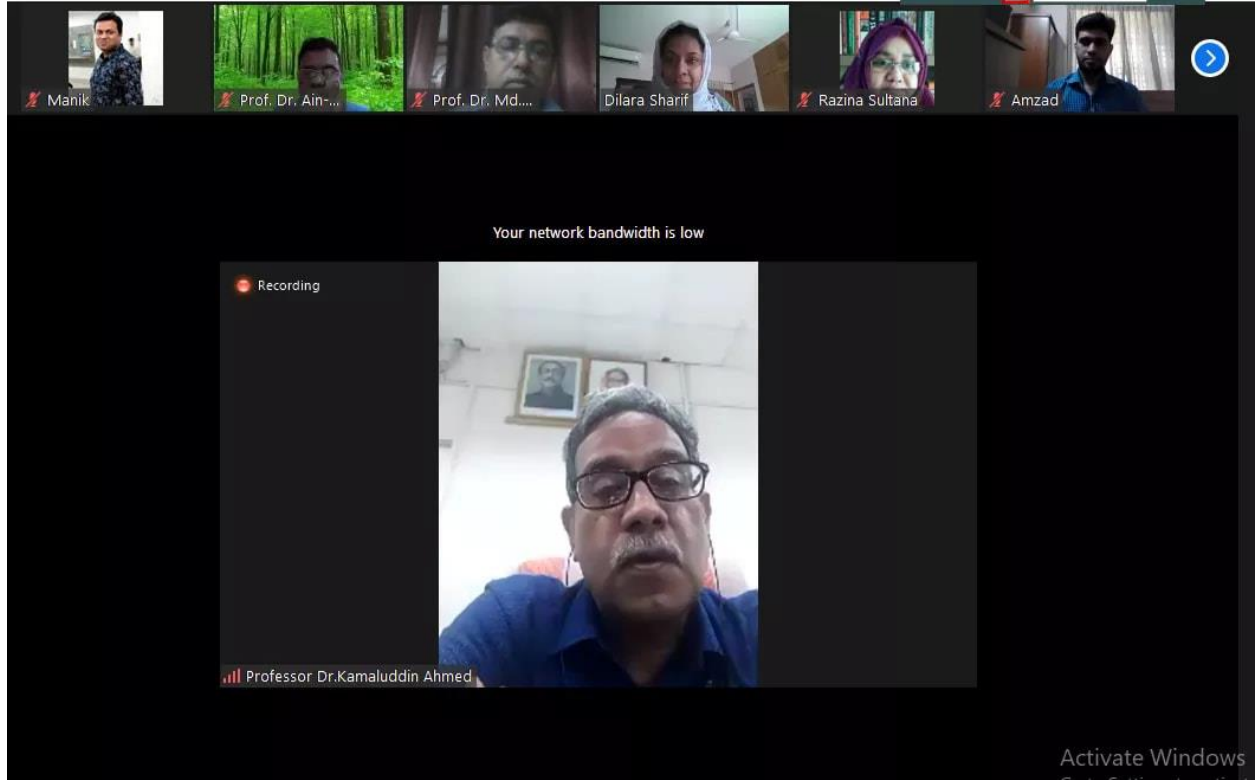 Manik
Prof. Dr. Ain-...
Prof. Dr. Md....
Dilara Sharif
Razina Sultana
Amzad
Your network bandwidth is low
Recording
Professor Dr.Kamaluddin Ahmed
Activate Windows